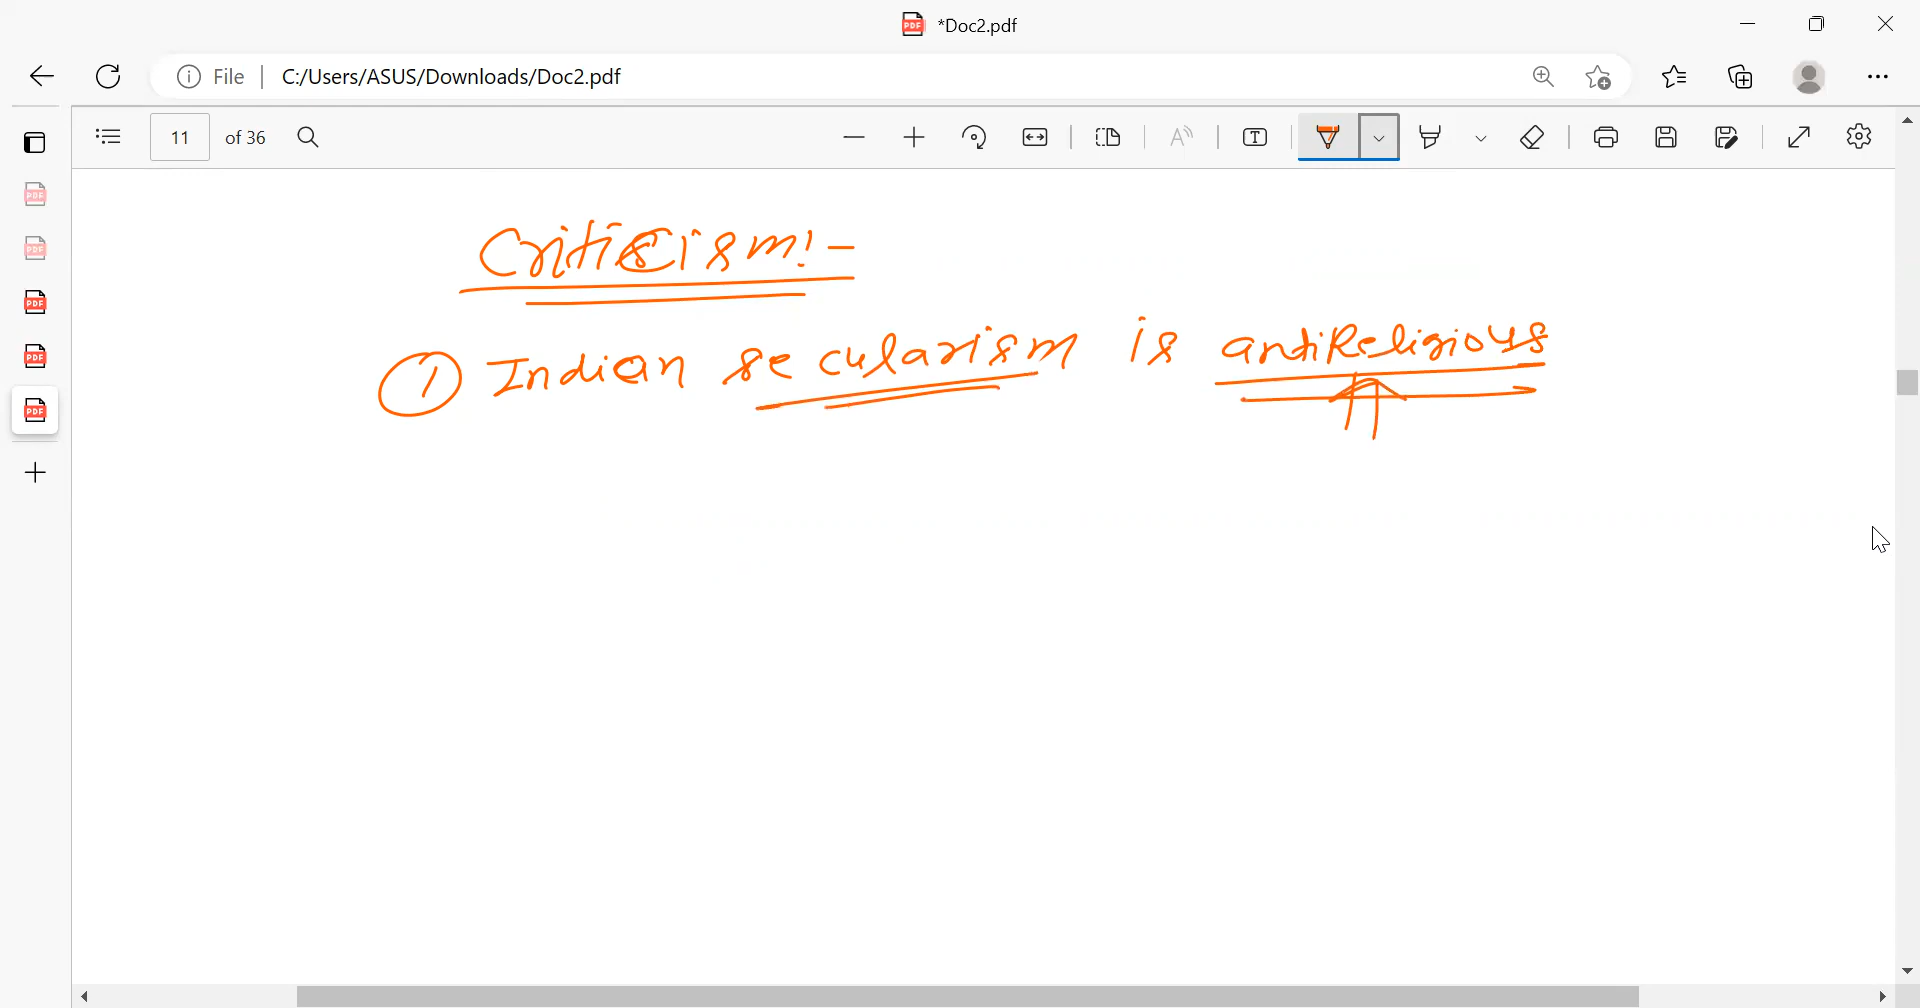 *Doc2.pdf
File
C:/Users/ASUS/Downloads/Doc2.pdf
11 of 36
Criticism:-
① Indian secularism is antiReligious